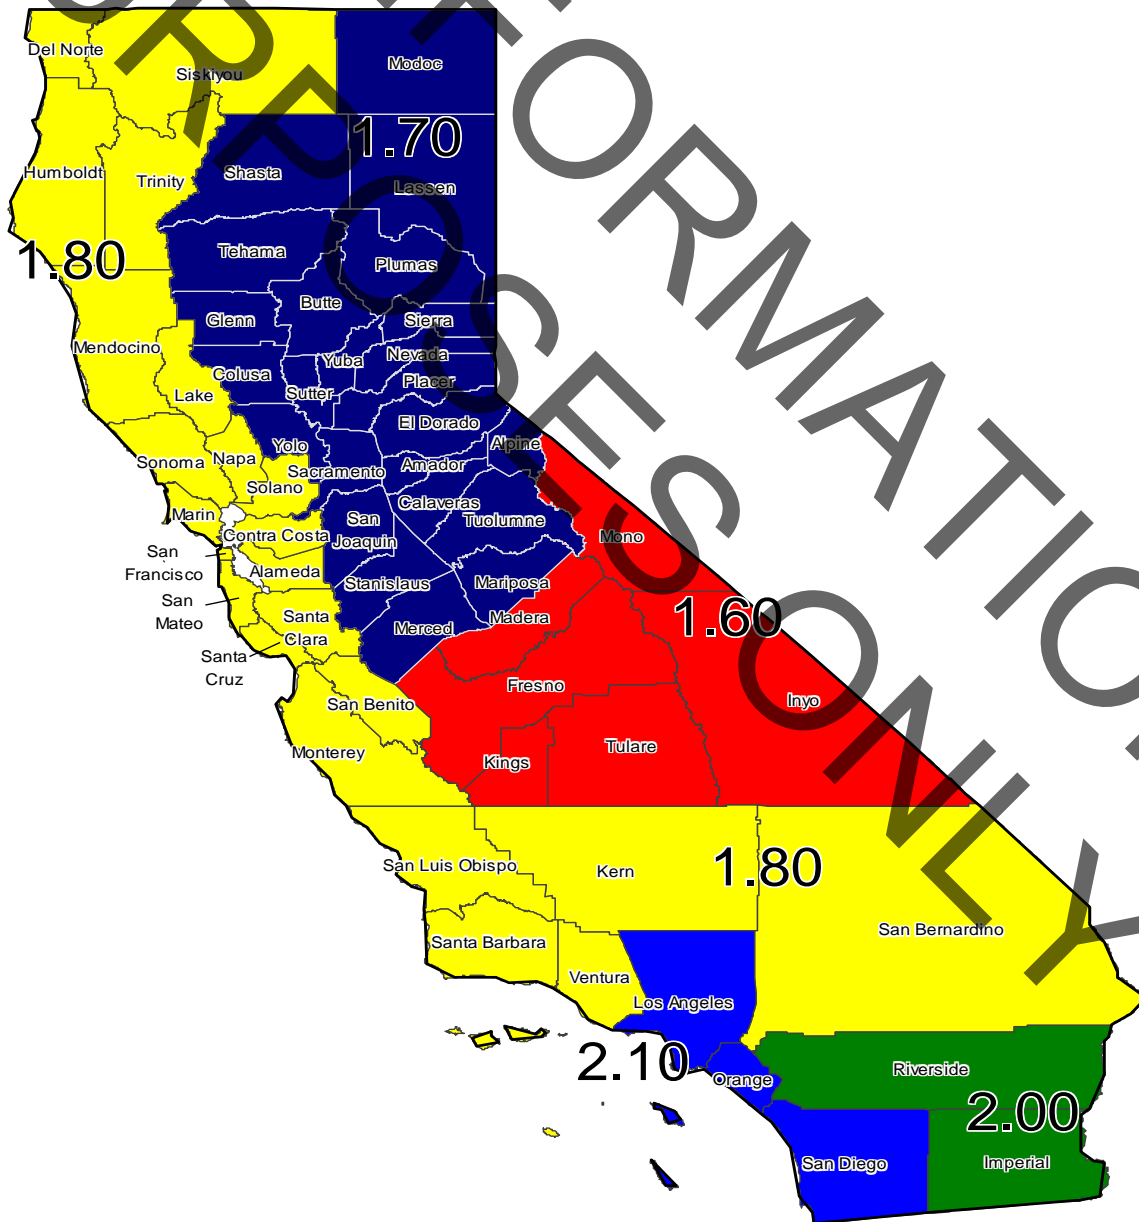 Del Norte
Siskiyou
Modoc
1.70
Humboldt
Trinity
Shasta
Lassen
1.80
Tehama
Plumas
Butte
Glenn
Sierra
Mendocino
Yuba
Nevada
Colusa
Placer
Lake
Sutter
El Dorado
Yolo
Alpine
Sonoma
Napa
Sacramento
Amador
Solano
Calaveras
Marin
San
Joaquin
Tuolumne
Contra Costa
Mono
San
Francisco
Alameda
Stanislaus
Mariposa
San
Mateo
Santa
Clara
Merced
Madera
1.60
Santa
Cruz
Fresno
Inyo
San Benito
Monterey
Kings
Tulare
San Luis Obispo
Kern
1.80
San Bernardino
Santa Barbara
Ventura
Los Angeles
2.10
Orange
Riverside
2.00
San Diego
Imperial
RPOSES ONLY